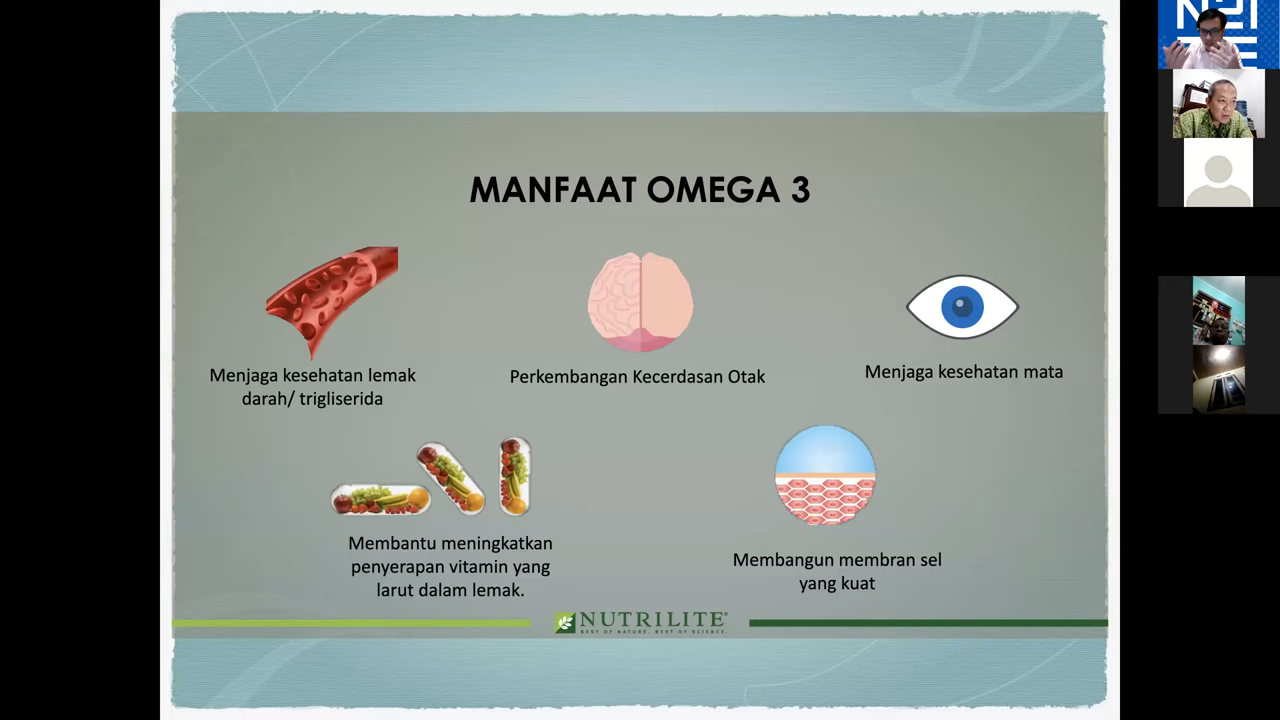 MANFAAT OMEGA 3
Menjaga kesehatan lemak
darah/ trigliserida
Perkembangan Kecerdasan Otak
Menjaga kesehatan mata
Membantu meningkatkan
penyerapan vitamin yang
larut dalam lemak.
Membangun membran sel
yang kuat
NUTRILITE®
BEST OF NATURE. BEST OF SCIENCE.
N21